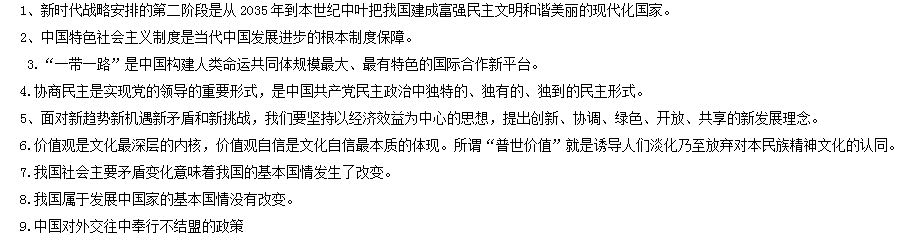 1、新时代战略安排的第二阶段是从 2035 年到本世纪中叶把我国建成富强民主文明和谐美丽的现代化国家。
2、中国特色社会主义制度是当代中国发展进步的根本制度保障。
3.“一带一路”是中国构建人类命运共同体规模最大、最有特色的国际合作新平台。
4.协商民主是实现党的领导的重要形式，是中国共产党民主政治中独特的、独有的、独到的民主形式。
5、面对新趋势新机遇新矛盾和新挑战，我们要坚持以经济效益为中心的思想，提出创新、协调、绿色、开放、共享的新发展理念。
6.价值观是文化最深层的内核，价值观自信是文化自信最本质的体现。所谓“普世价值”就是诱导人们淡化乃至放弃对本民族精神文化的认同。
7.我国社会主要矛盾变化意味着我国的基本国情发生了改变。
8.我国属于发展中国家的基本国情没有改变。
9.中国对外交往中奉行不结盟的政策